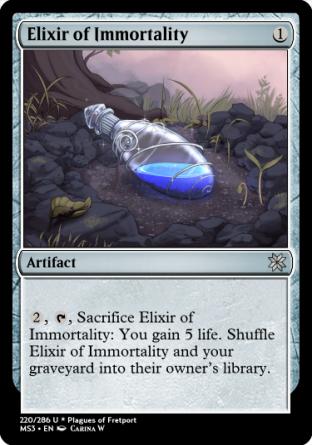 Elixir of Immortality 1
Artifact
2, T, Sacrifice Elixir of
Immortality: You gain 5 life. Shuffle
Elixir of Immortality and your
graveyard into their owner's library.
220/286 U * Plagues of Fretport
MS3 • EN CARINA W